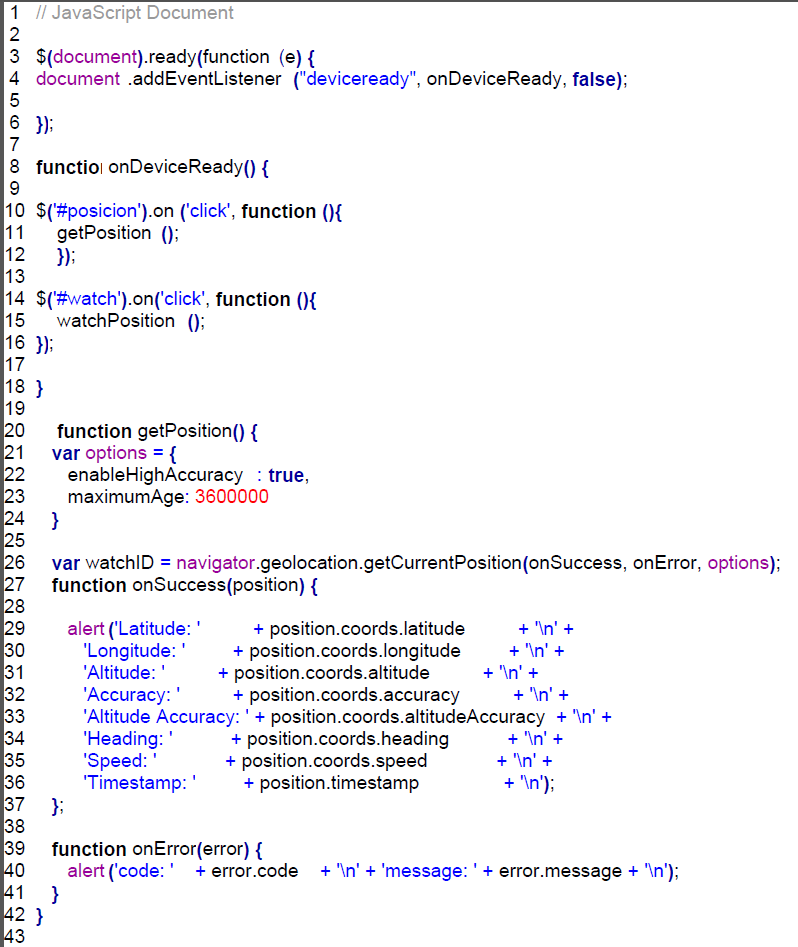 1 // JavaScript Document
2
3 $(document).ready(function (e) {
4 document .addEventListener ("deviceready", onDeviceReady, false);
5
6 });
7
8 functio onDeviceReady() {
9
10 $('#posicion').on ('click', function (){
11 getPosition ();
12 });
13
14 $('#watch').on('click', function (){
15 watchPosition ();
16 });
17
18 }
19
20 function getPosition() {
21 var options = {
22 enableHighAccuracy : true,
23 maximumAge: 3600000
24 }
25
26 var watchID = navigator.geolocation.getCurrentPosition(onSuccess, onError, options);
27 function onSuccess(position) {
28
29 alert('Latitude: ' + position.coords.latitude + '\n' +
30 'Longitude: ' + position.coords.longitude + '\n' +
31 'Altitude: ' + position.coords.altitude + '\n' +
32 'Accuracy: ' + position.coords.accuracy + '\n' +
33 'Altitude Accuracy: ' + position.coords.altitudeAccuracy + '\n' +
34 'Heading: ' + position.coords.heading + '\n' +
35 'Speed: ' + position.coords.speed + '\n' +
36 'Timestamp: ' + position.timestamp + '\n');
37 };
38
39 function onError(error) {
40 alert('code: ' + error.code + '\n' + 'message: ' + error.message + '\n');
41 }
42 }
43